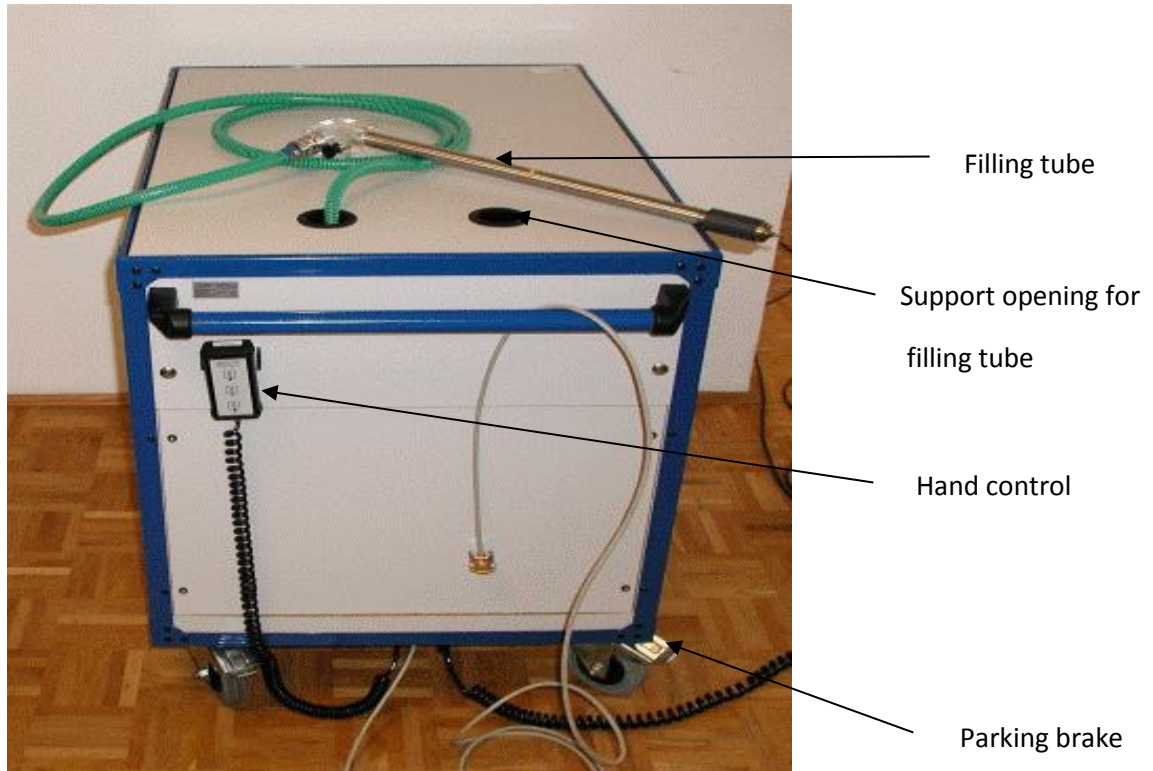 Filling tube
Support opening for
filling tube
Hand control
Parking brake